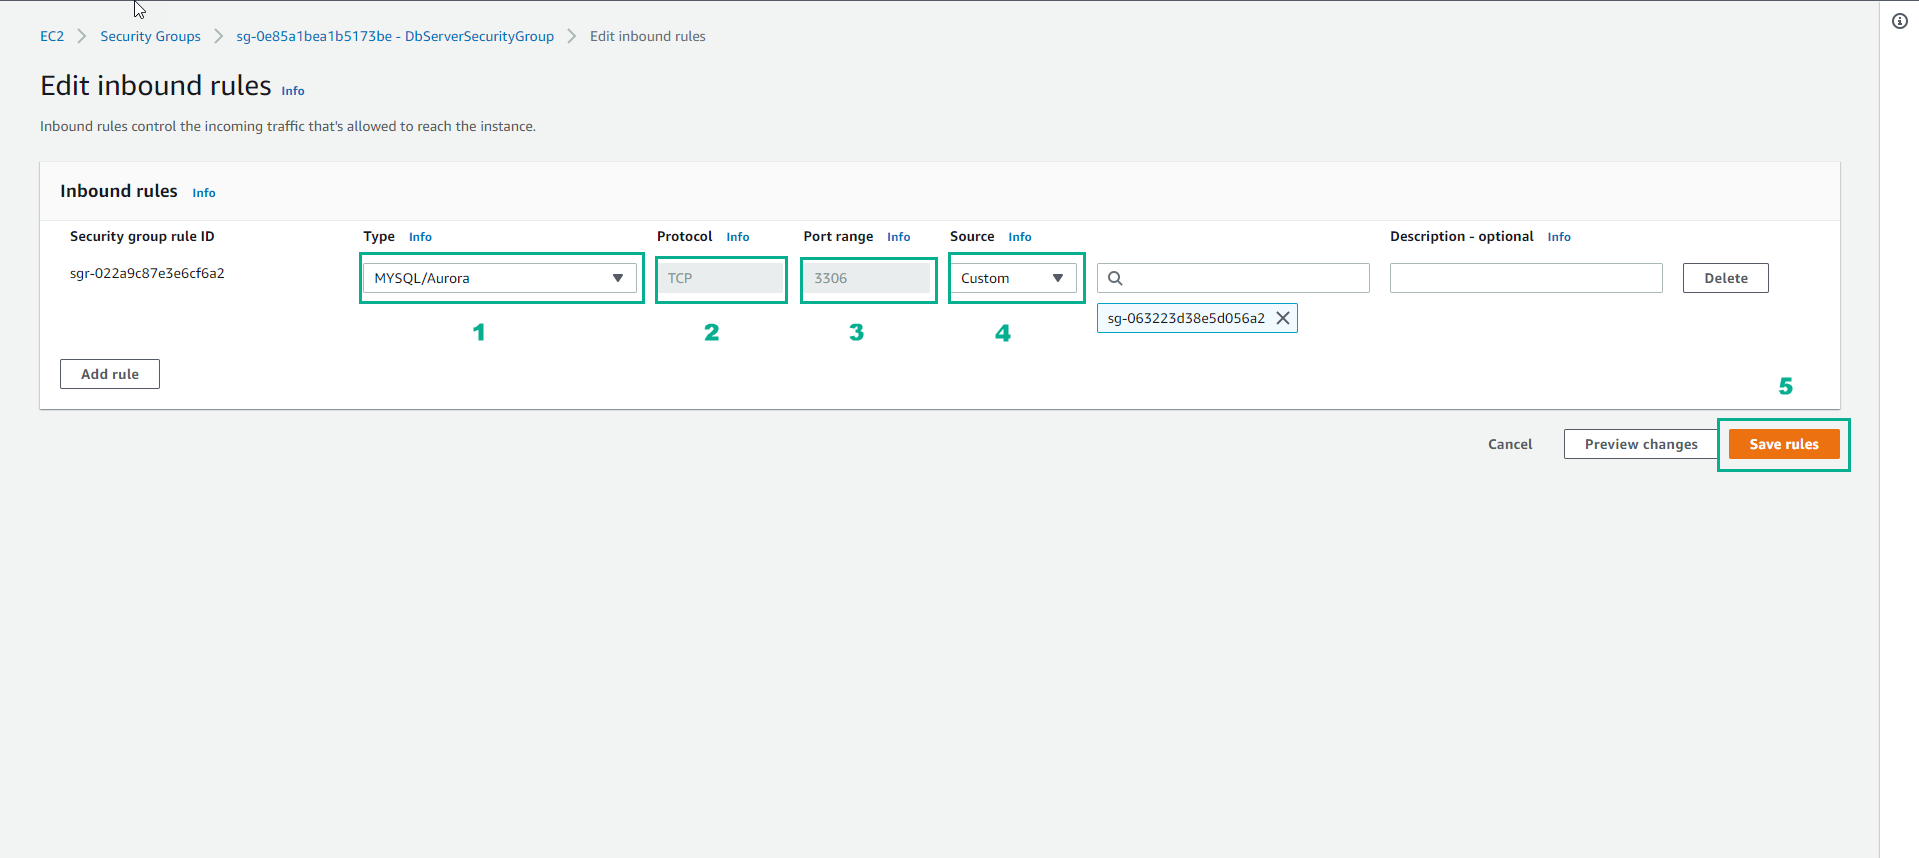 EC2 > Security Groups > sg-0e85a1bea1b5173be - DbServerSecurityGroup > Edit inbound rules
Edit inbound rules Info
Inbound rules control the incoming traffic that's allowed to reach the instance.
Inbound rules Info
Security group rule ID Type Info Protocol Info Port range Info Source Info Description - optional Info
sgr-022a9c87e3e6cf6a2 MYSQL/Aurora TCP 3306 Custom Delete
sg-063223d38e5d056a2
1 2 3 4
Add rule
5
Cancel Preview changes Save rules